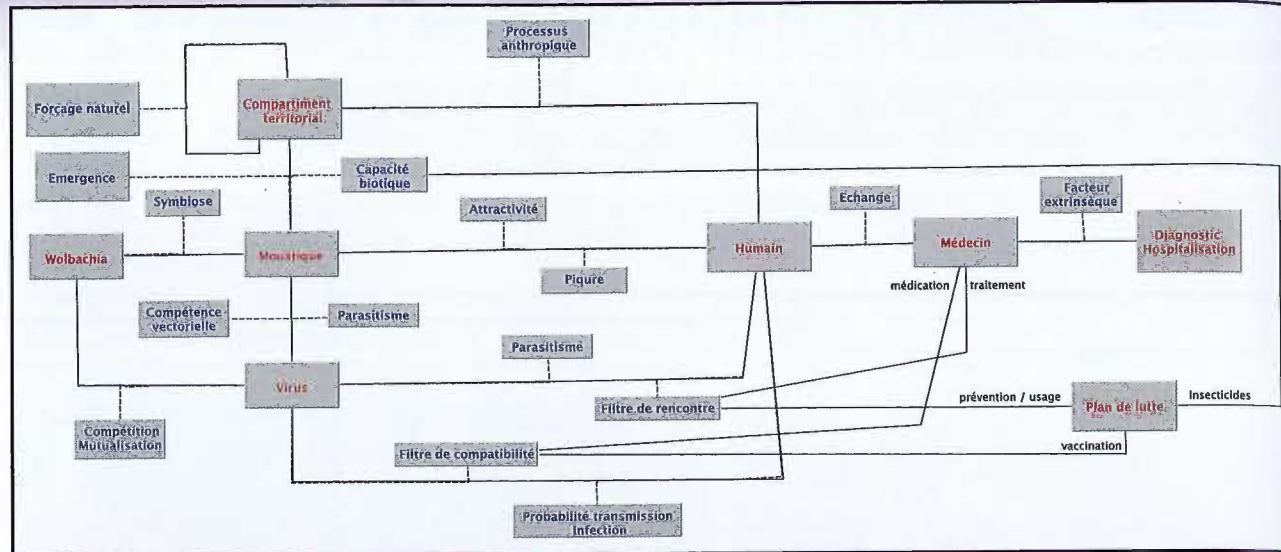 Processus
anthropique
Forçage naturel
Compartiment
territorial
Emergence
Capacité
biotique
Symbiose
Attractivité
Echange
Facteur
extrinsèque
Wolbachia
Moustique
Humain
Médecin
Diagnostic
Hospitalisation
Piqure
médication
traitement
Compétence
vectorielle
Parasitisme
Parasitisme
Virus
Filtre de rencontre
prévention / usage
Plan de lutte
Insecticides
Compétition
Mutualisation
Filtre de compatibilité
vaccination
Probabilité transmission
Infection